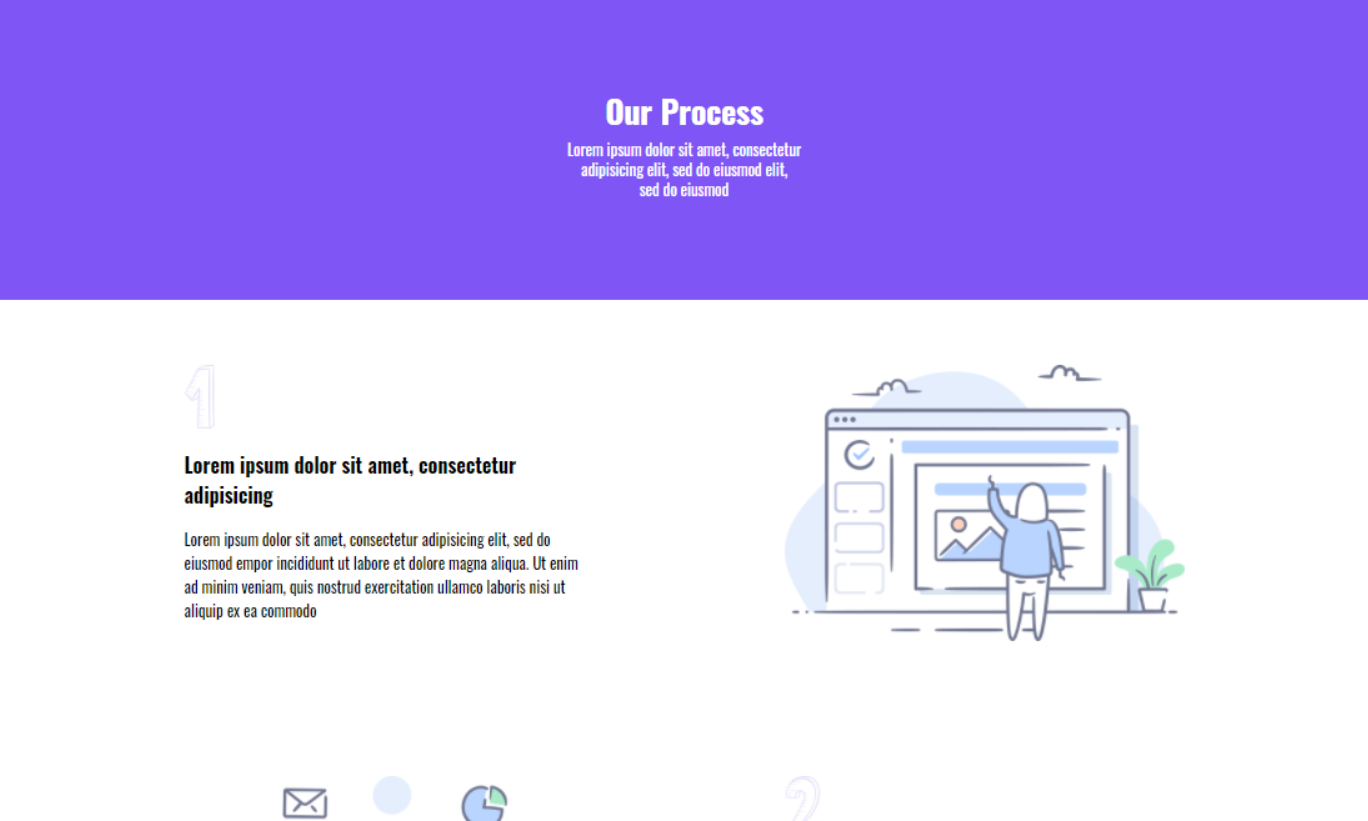 Our Process
Lorem ipsum dolor sit amet, consectetur
adipisicing elit, sed do eiusmod elit,
sed do eiusmod
1
Lorem ipsum dolor sit amet, consectetur
adipisicing
Lorem ipsum dolor sit amet, consectetur adipisicing elit, sed do
eiusmod empor incididunt ut labore et dolore magna aliqua. Ut enim
ad minim veniam, quis nostrud exercitation ullamco laboris nisi ut
aliquip ex ea commodo
2